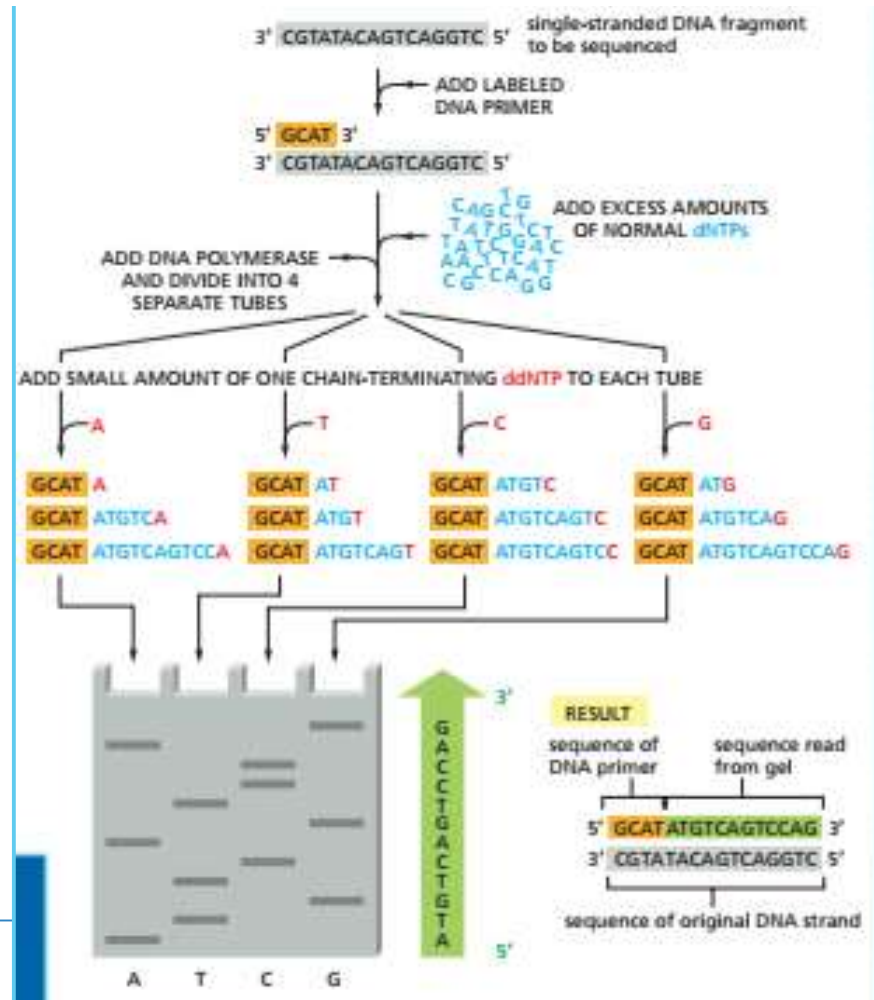 3' CGTATACAGTCAGGTC 5'
single-stranded DNA fragment
to be sequenced
ADD LABELED
DNA PRIMER
5' GCAT 3'
3' CGTATACAGTCAGGTC 5'
ADD EXCESS AMOUNTS
OF NORMAL dNTPs
ADD DNA POLYMERASE
AND DIVIDE INTO 4
SEPARATE TUBES
ADD SMALL AMOUNT OF ONE CHAIN-TERMINATING ddNTP TO EACH TUBE
A T C G
GCAT A
GCAT ATGTCA
GCAT ATGTCAGTCCA
GCAT AT
GCAT ATGT
GCAT ATGTCAGT
GCAT ATGTC
GCAT ATGTCAGTC
GCAT ATGTCAGTCC
GCAT ATG
GCAT ATGTCAG
GCAT ATGTCAGTCCAG
3'
G
A
C
C
T
G
A
C
T
G
T
A
5'
A T C G
RESULT
sequence of
DNA primer
sequence read
from gel
5' GCATATGTCAGTCCAG 3'
3' CGTATACAGTCAGGTC 5'
sequence of original DNA strand